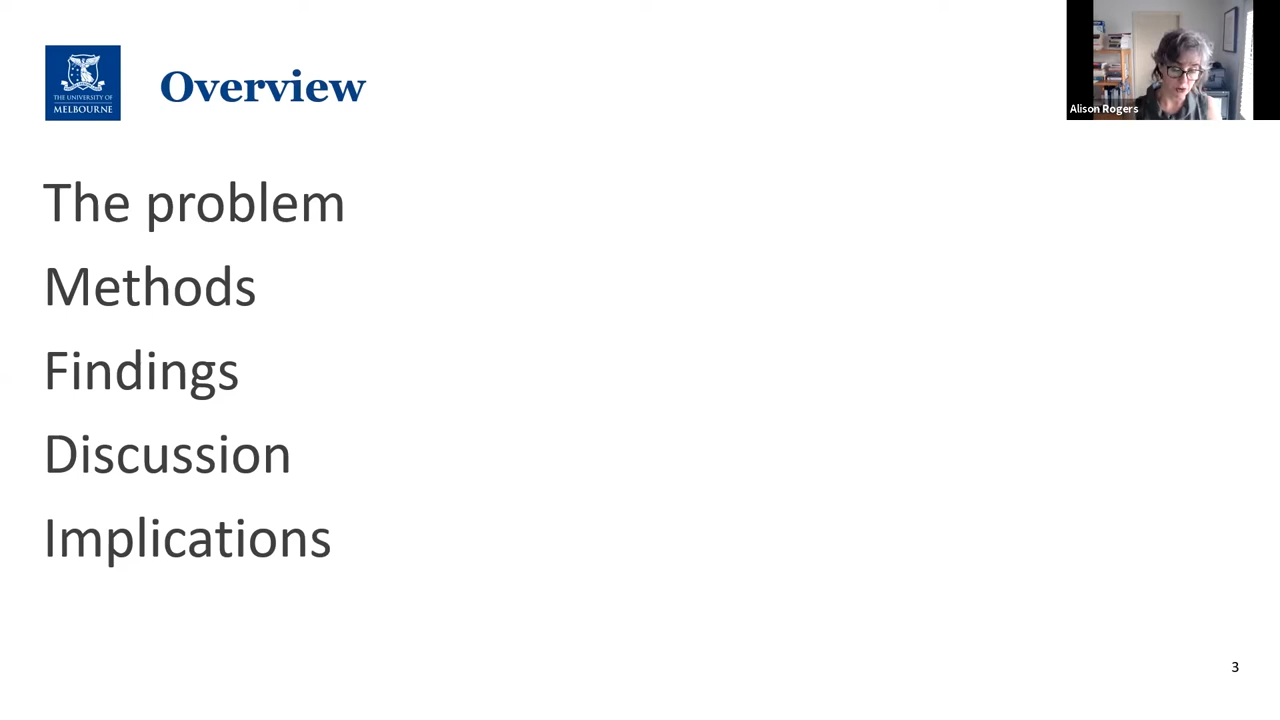 THE UNIVERSITY OF
MELBOURNE
Overview
Alison Rogers
The problem
Methods
Findings
Discussion
Implications
3